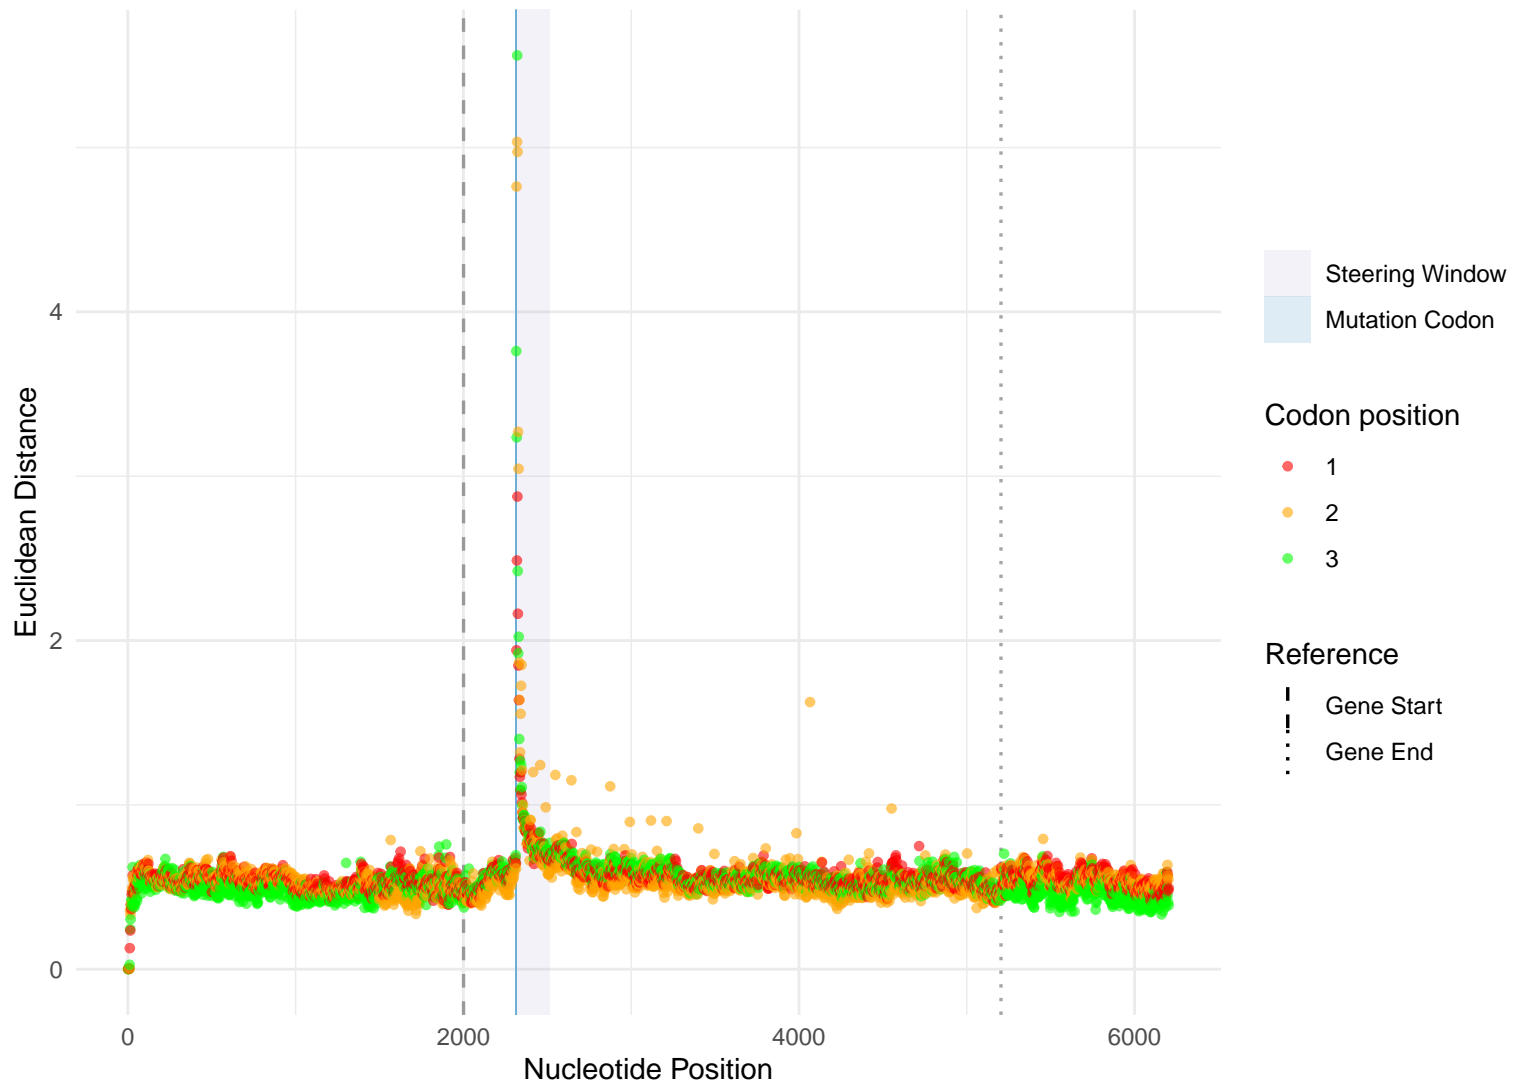 Euclidean Distance
4
2
0
0
2000
4000
6000
Nucleotide Position
Steering Window
Mutation Codon
Codon position
1
2
3
Reference
Gene Start
Gene End